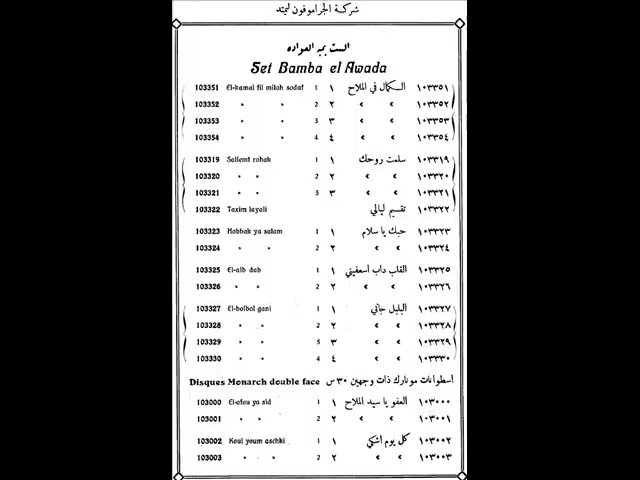 شركة الجراموفون ليمتد
الست بمبه العواده
Set Bamba el Awada
103351 El-kamal fil milah sodaf 1 ١ الكمال في الملاح ١٠٣٣٥١
103352 » » 2 ٢ » » ١٠٣٣٥٢
103353 » » 3 ٣ » » ١٠٣٣٥٣
103354 » » 4 ٤ » » ١٠٣٣٥٤
103319 Sallemt rohak 1 ١ سلمت روحك ١٠٣٣١٩
103320 » » 2 ٢ » » ١٠٣٣٢٠
103321 » » 3 ٣ » » ١٠٣٣٢١
103322 Taxim layali تقسيم ليالي ١٠٣٣٢٢
103323 Hobbak ya salam 1 ١ حبك يا سلام ١٠٣٣٢٣
103324 » » 2 ٢ » » ١٠٣٣٢٤
103325 El-alb dab 1 ١ القلب داب اسعفيني ١٠٣٣٢٥
103326 » » 2 ٢ » » ١٠٣٣٢٦
103327 El-bolbol gani 1 ١ البلبل جاني ١٠٣٣٢٧
103328 » » 2 ٢ » » ١٠٣٣٢٨
103329 » » 3 ٣ » » ١٠٣٣٢٩
103330 » » 4 ٤ » » ١٠٣٣٣٠
Disques Monarch double face اسطوانات مونارك ذات وجهين ٣٠ س
103000 El-afou ya sid 1 ١ العفو يا سيد الملاح ١٠٣٠٠٠
103001 » » 2 ٢ » » ١٠٣٠٠١
103002 Koul youm aschki 1 ١ كل يوم اشكي ١٠٣٠٠٢
103003 » » 2 ٢ » » ١٠٣٠٠٣